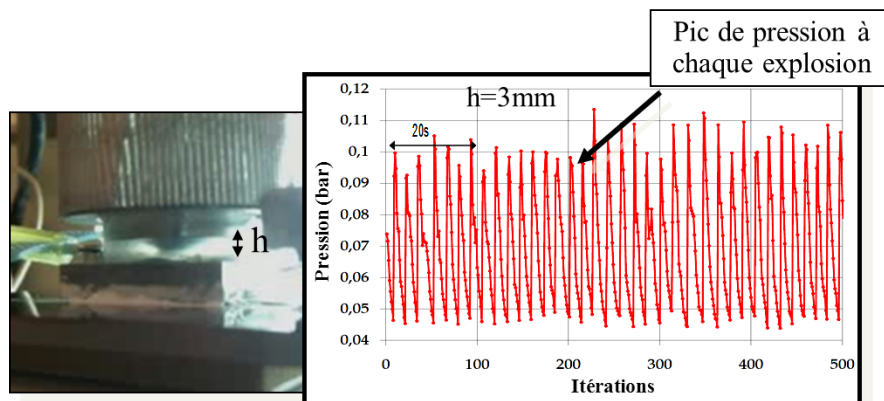 Pic de pression à
chaque explosion
h=3mm
0,12
0,11
0,1
0,09
0,08
0,07
0,06
0,05
0,04
20s
Pression (bar)
0
100
200
300
400
500
Itérations
h